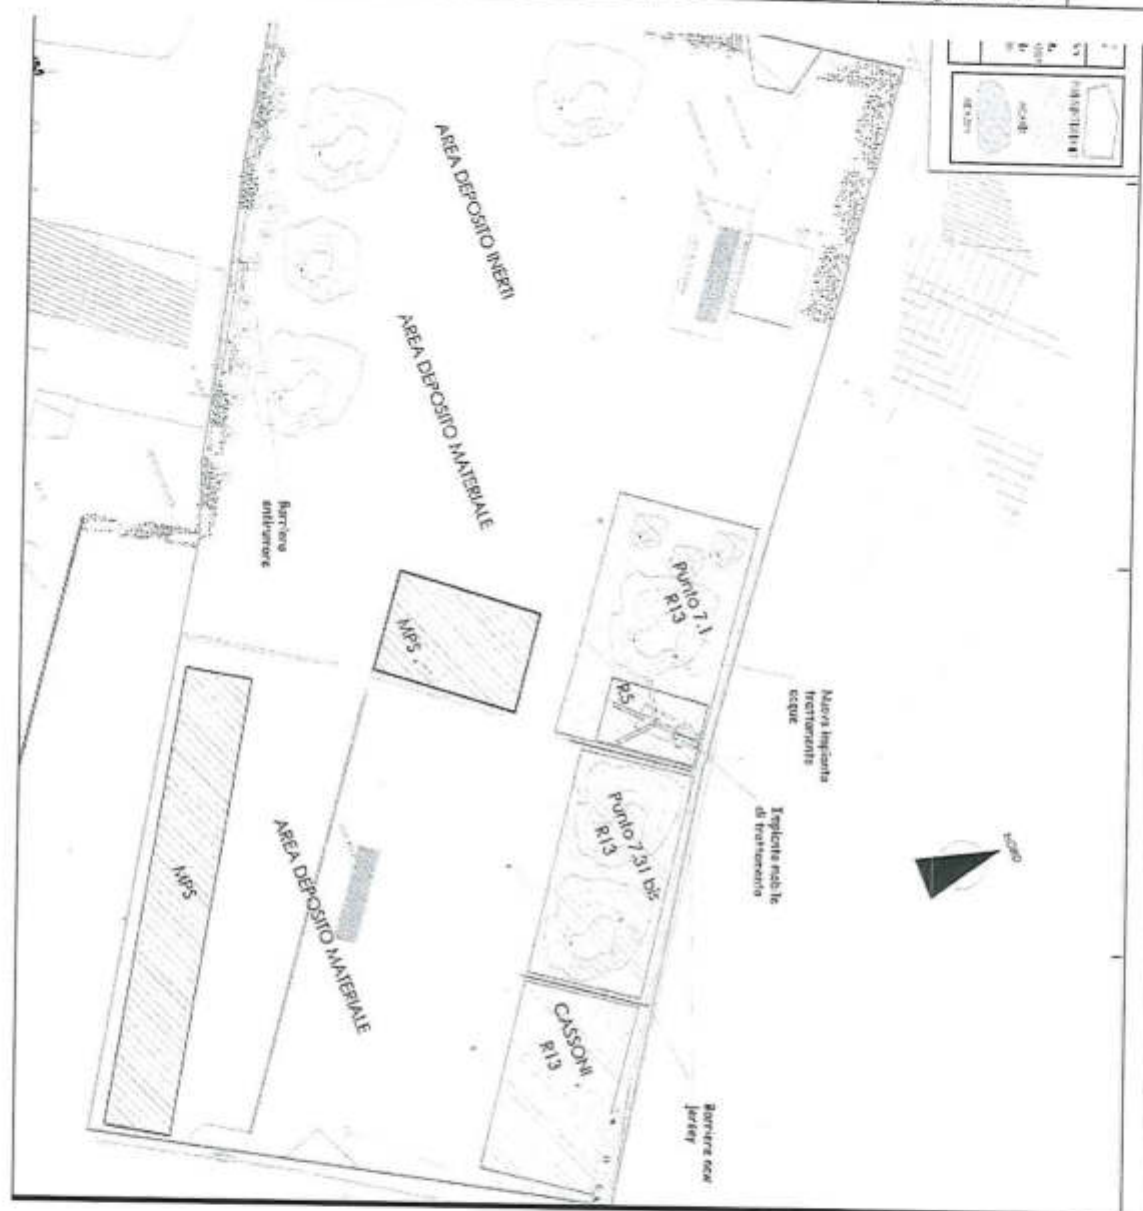 AREA DEPOSITO INERTI
AREA DEPOSITO MATERIALE
Barriera
antirumore
Punto 7.1
R13
MPS
R5
Nuovo impianto
trattamento
acque
Impianto mobile
di trattamento
Punto 7.31 bis
R13
NORD
MPS
AREA DEPOSITO MATERIALE
CASSONI
R13
Barriere new
jersey